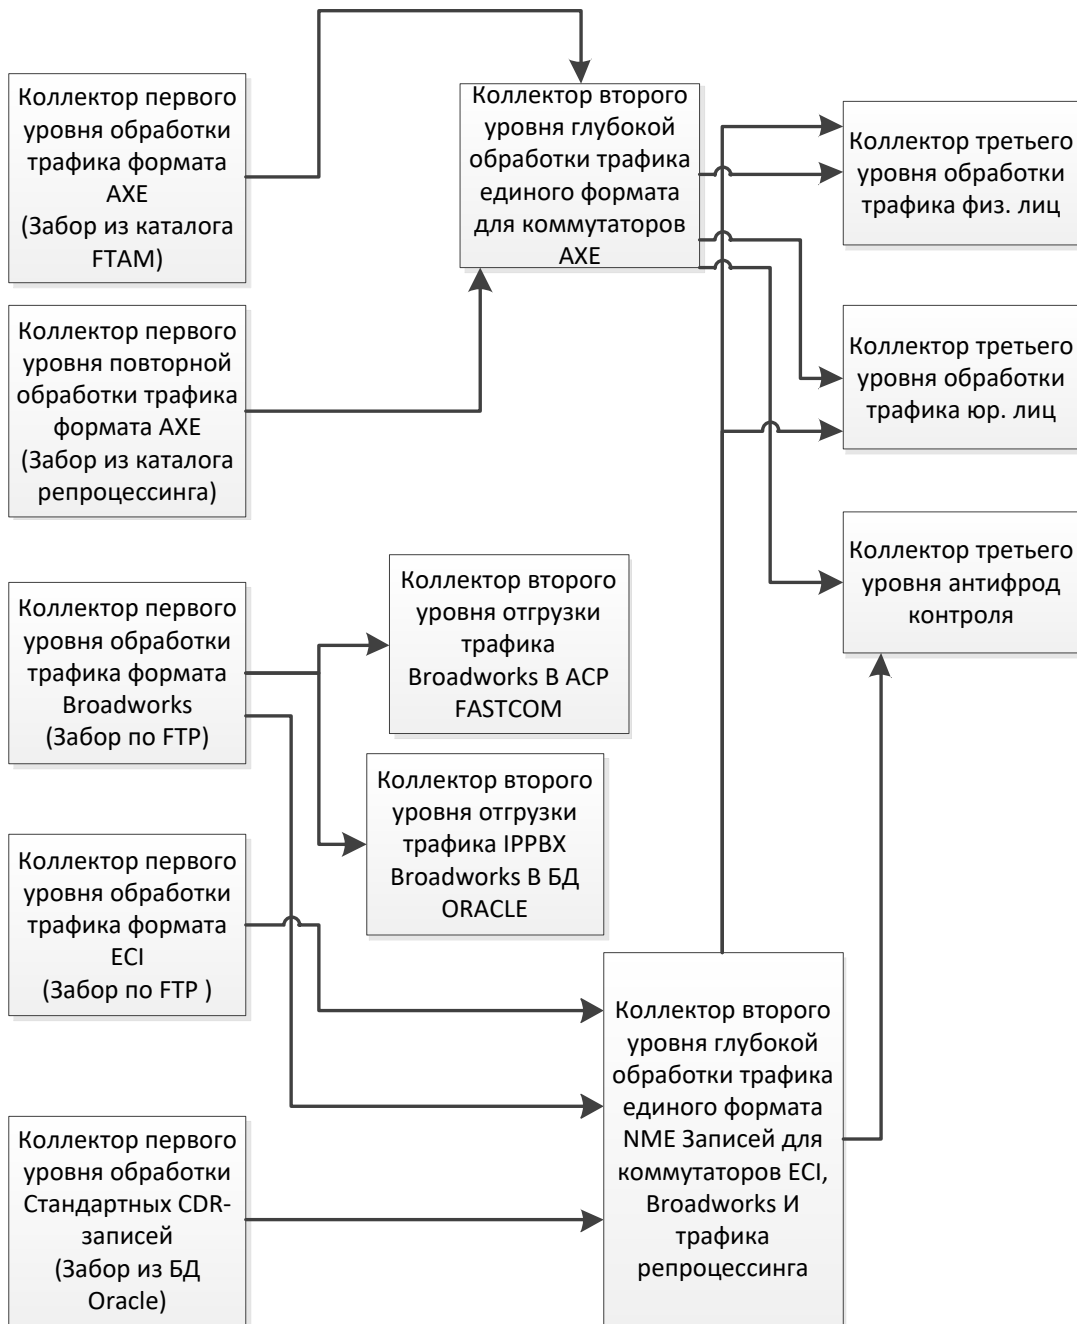 Коллектор первого
уровня обработки
трафика формата
AXE
(Забор из каталога
FTAM)
Коллектор второго
уровня глубокой
обработки трафика
единого формата
для коммутаторов
AXE
Коллектор третьего
уровня обработки
трафика физ. лиц
Коллектор первого
уровня повторной
обработки трафика
формата AXE
(Забор из каталога
репроцессинга)
Коллектор третьего
уровня обработки
трафика юр. лиц
Коллектор третьего
уровня антифрод
контроля
Коллектор первого
уровня обработки
трафика формата
Broadworks
(Забор по FTP)
Коллектор второго
уровня отгрузки
трафика
Broadworks В АСР
FASTCOM
Коллектор второго
уровня отгрузки
трафика IPPBX
Broadworks В БД
ORACLE
Коллектор первого
уровня обработки
трафика формата
ECI
(Забор по FTP )
Коллектор второго
уровня глубокой
обработки трафика
единого формата
NME Записей для
коммутаторов ECI,
Broadworks И
трафика
репроцессинга
Коллектор первого
уровня обработки
Стандартных CDR-
записей
(Забор из БД
Oracle)